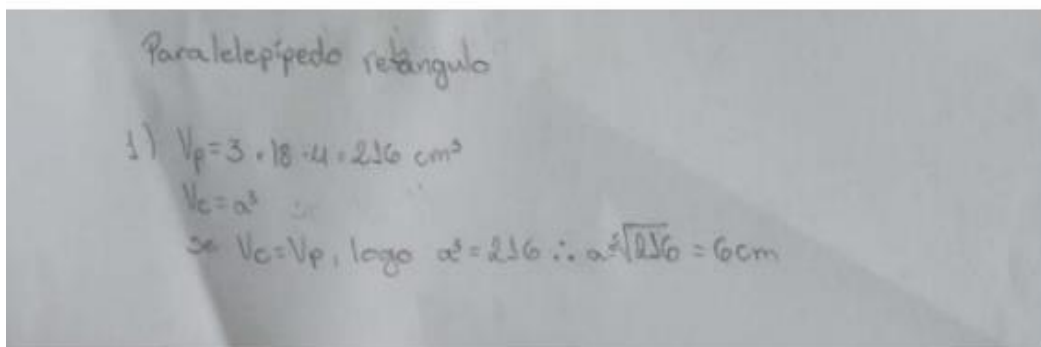 Paralelepípedo retângulo
1) Vp = 3 . 18 . 4 = 216 cm³
Vc = a³
se Vc = Vp, logo a³ = 216 ∴ a = ∛216 = 6cm